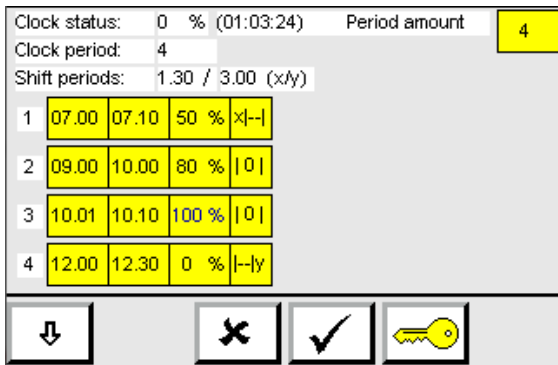 Clock status: 0 % (01:03:24) Period amount 4
Clock period: 4
Shift periods: 1.30 / 3.00 (x/y)
1 07.00 07.10 50 % x|--|
2 09.00 10.00 80 % |0|
3 10.01 10.10 100 % |0|
4 12.00 12.30 0 % |--|y